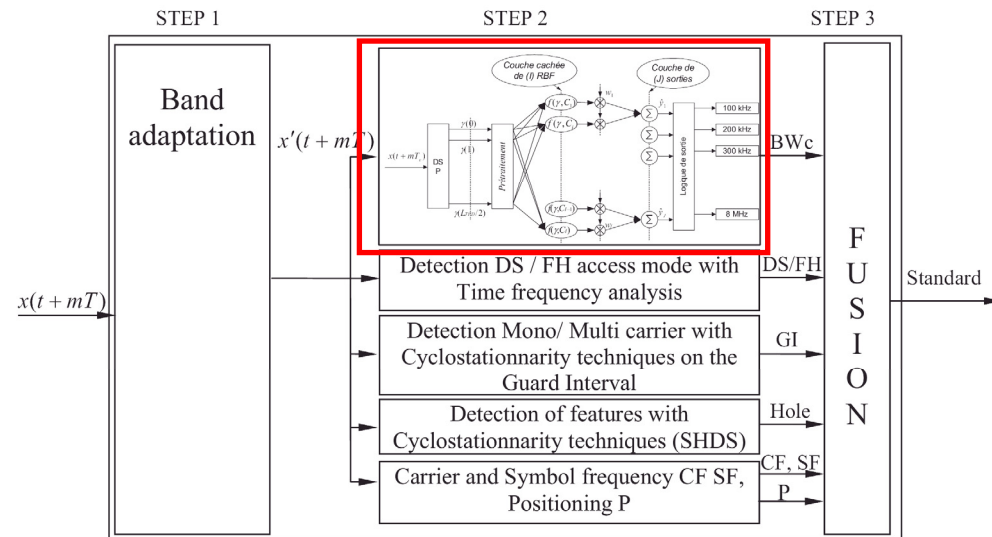 STEP 1
STEP 2
STEP 3
Band
adaptation
x(t + mT)
x'(t + mT)
Couche cachée
de (I) RBF
Couche de
(J) sorties
DS
P
γ(0)
γ(1)
Prétraitement
Logique de sortie
100 kHz
200 kHz
300 kHz
8 MHz
BWc
Detection DS / FH access mode with
Time frequency analysis
DS/FH
Detection Mono/ Multi carrier with
Cyclostationnarity techniques on the
Guard Interval
GI
Detection of features with
Cyclostationnarity techniques (SHDS)
Hole
Carrier and Symbol frequency CF SF,
Positioning P
CF, SF
P
FUSION
Standard